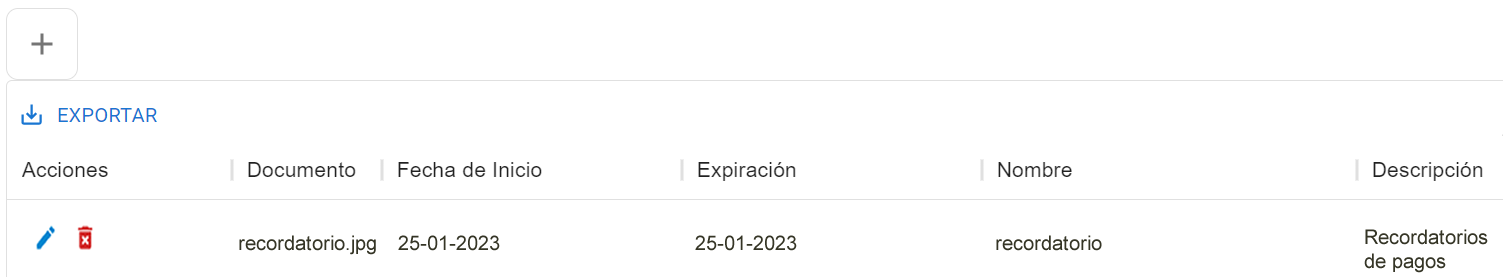 EXPORTAR
Acciones Documento Fecha de Inicio Expiración Nombre Descripción
recordatorio.jpg 25-01-2023 25-01-2023 recordatorio Recordatorios
de pagos